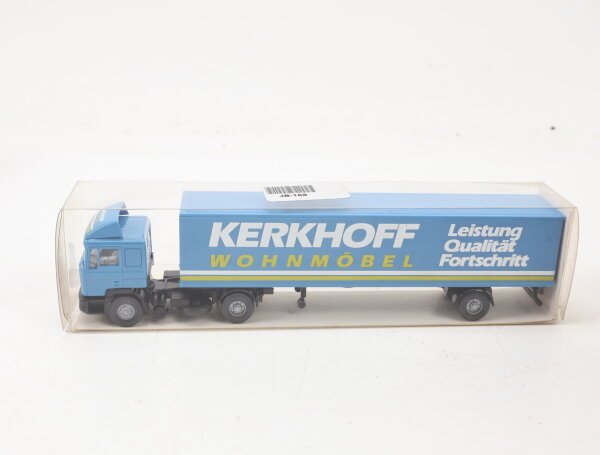 KERKHOFF
WOHNMÖBEL
Leistung
Qualität
Fortschritt